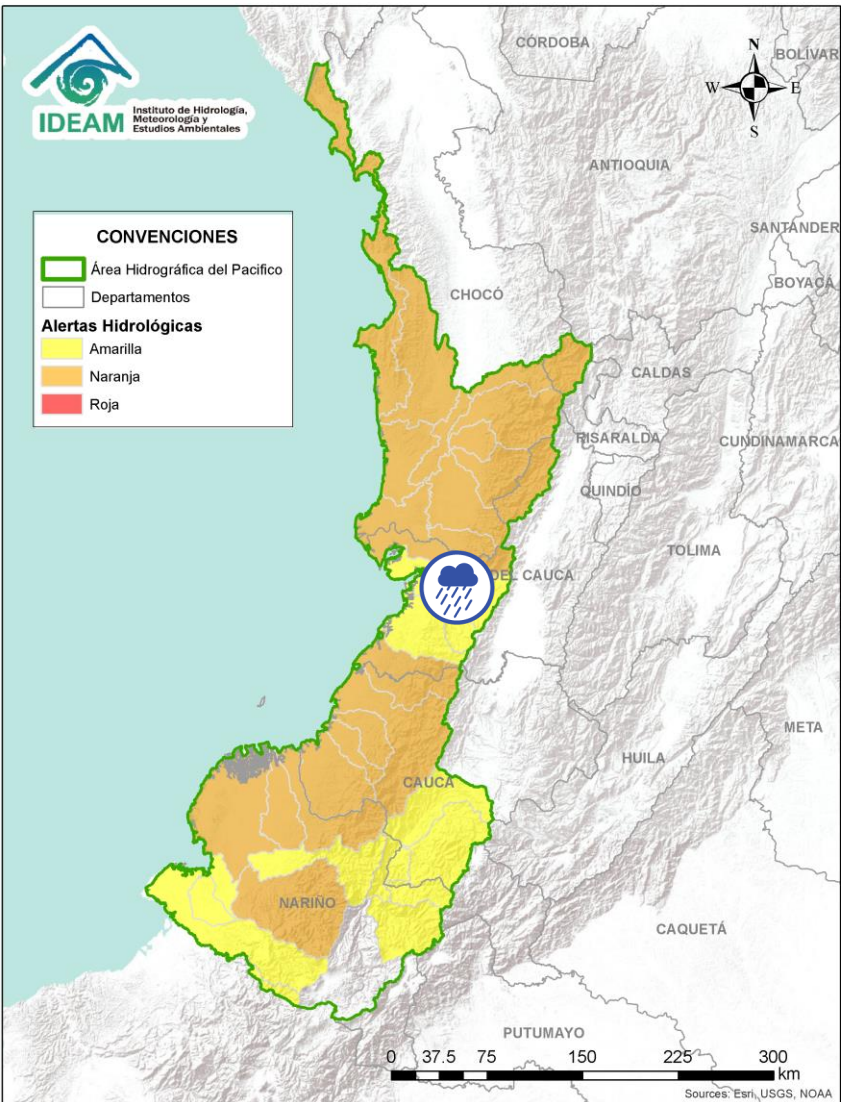 IDEAM
Instituto de Hidrología,
Meteorología y
Estudios Ambientales
CÓRDOBA
BOLIVAR
N
W
E
S
ANTIOQUIA
SANTANDER
BOYACÁ
CONVENCIONES
Área Hidrográfica del Pacifico
Departamentos
Alertas Hidrológicas
Amarilla
Naranja
Roja
CHOCÓ
CALDAS
RISARALDA
CUNDINAMARCA
QUINDÍO
TOLIMA
DEL CAUCA
META
HUILA
CAUCA
NARIÑO
CAQUETÁ
PUTUMAYO
0 37.5 75 150 225 300
km
Sources: Esri, USGS, NOAA